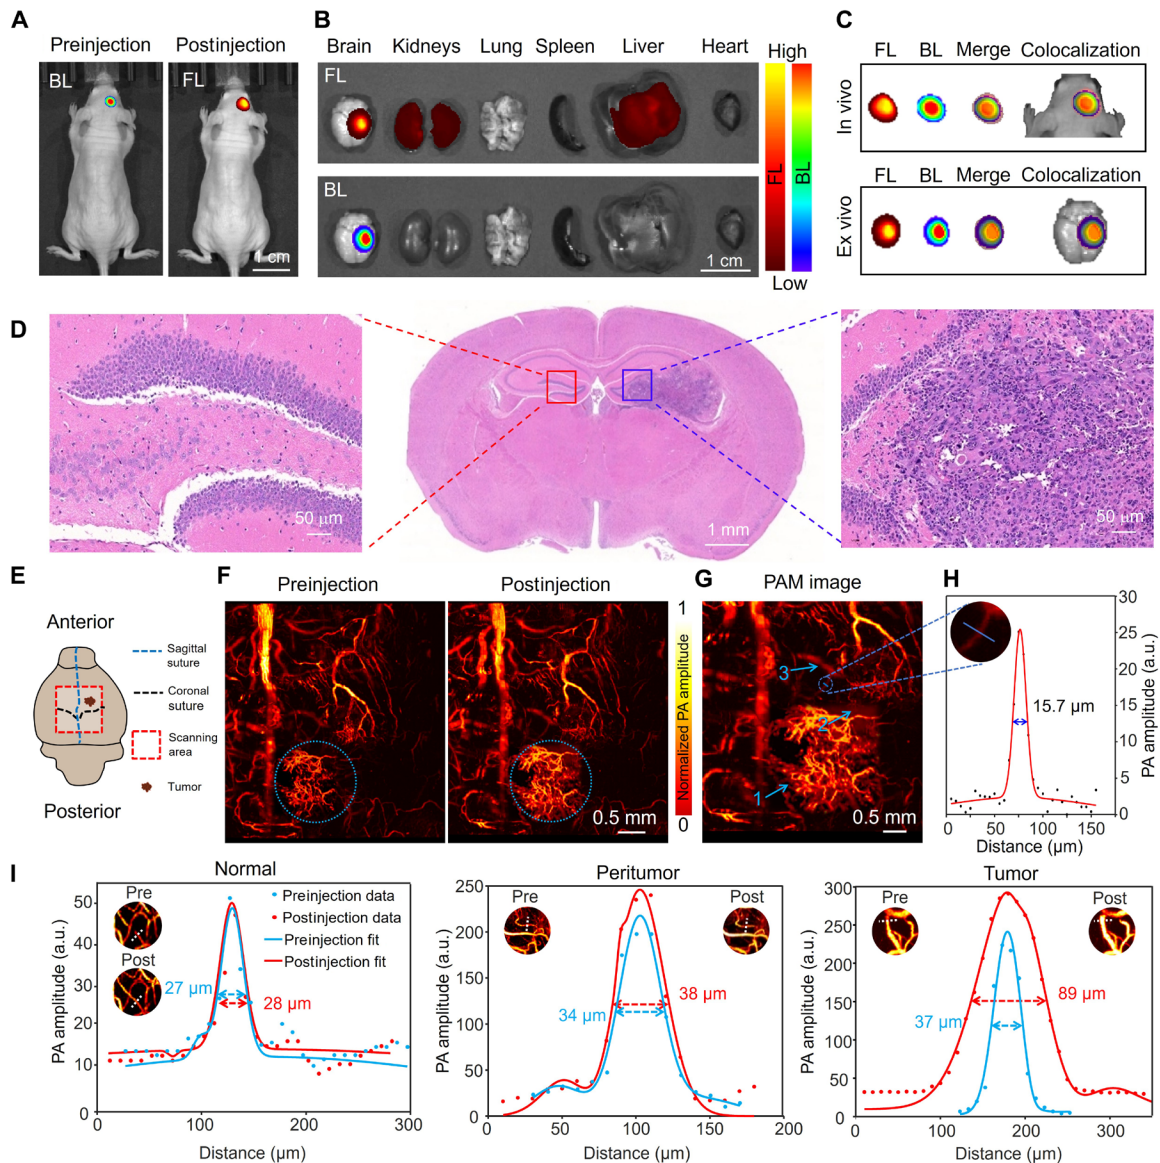 A
Preinjection Postinjection
BL
FL
1 cm
B
Brain Kidneys Lung Spleen Liver Heart
FL
BL
1 cm
High
FL
BL
Low
C
FL BL Merge Colocalization
In vivo
FL BL Merge Colocalization
Ex vivo
D
50 μm
1 mm
50 μm
E
Anterior
Sagittal
suture
Coronal
suture
Scanning
area
Tumor
Posterior
F
Preinjection Postinjection
0.5 mm
1
Normalized PA amplitude
0
G
PAM image
3
2
1
0.5 mm
H
30
25
20
15
10
5
0
PA amplitude (a.u.)
15.7 μm
0 50 100 150
Distance (μm)
I
Normal
Pre
Post
Preinjection data
Postinjection data
Preinjection fit
Postinjection fit
27 μm
28 μm
50
40
30
20
10
0
PA amplitude (a.u.)
0 100 200 300
Distance (μm)
Peritumor
Pre
Post
38 μm
34 μm
250
200
150
100
50
0
PA amplitude (a.u.)
0 50 100 150 200
Distance (μm)
Tumor
Pre
Post
89 μm
37 μm
300
250
200
150
100
50
0
PA amplitude (a.u.)
0 100 200 300
Distance (μm)